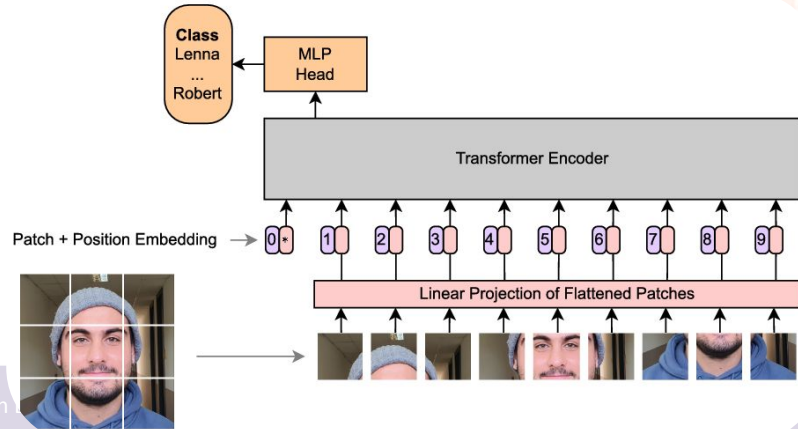 Class
Lenna
...
Robert
MLP
Head
Transformer Encoder
Patch + Position Embedding
0 * 1 2 3 4 5 6 7 8 9
Linear Projection of Flattened Patches